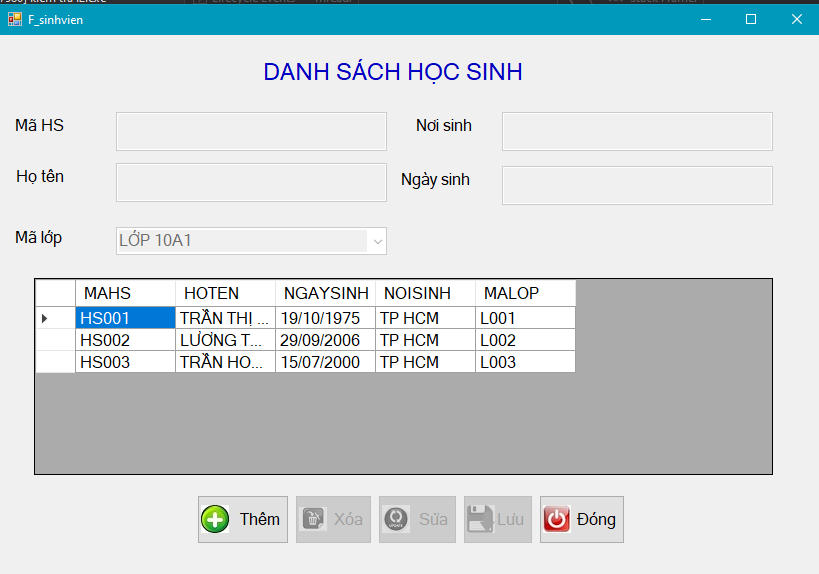 F_sinhvien
DANH SÁCH HỌC SINH
Mã HS
Nơi sinh
Họ tên
Ngày sinh
Mã lớp
LỚP 10A1
MAHS HOTEN NGAYSINH NOISINH MALOP
HS001 TRẦN THỊ ... 19/10/1975 TP HCM L001
HS002 LƯƠNG T... 29/09/2006 TP HCM L002
HS003 TRẦN HO... 15/07/2000 TP HCM L003
Thêm Xóa UPDATE Sửa Lưu Đóng